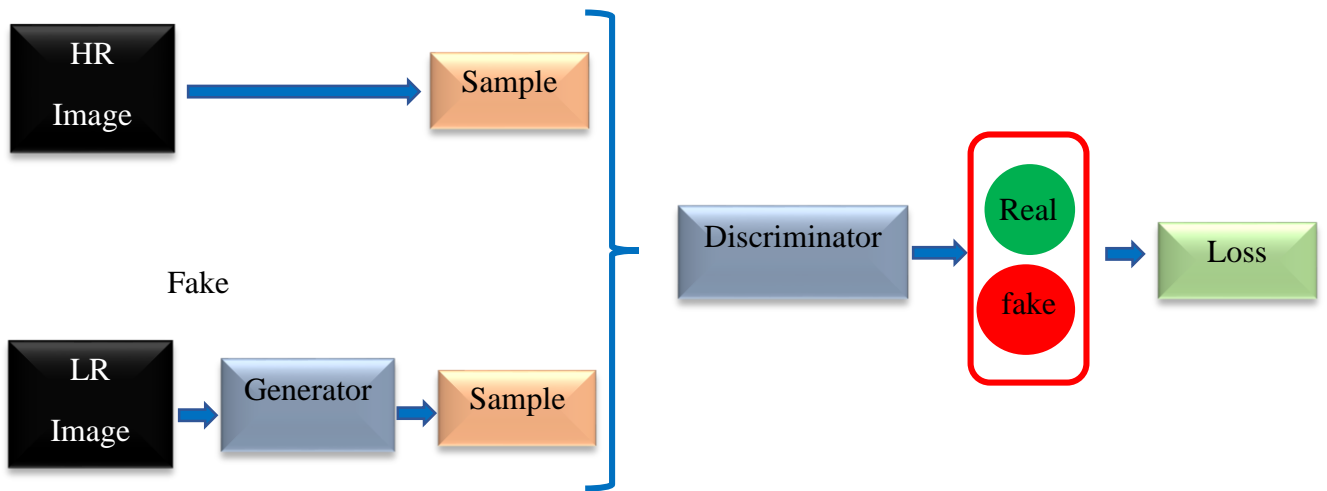 HR
Image
Sample
Real
Discriminator
Loss
fake
Fake
LR
Image
Generator
Sample